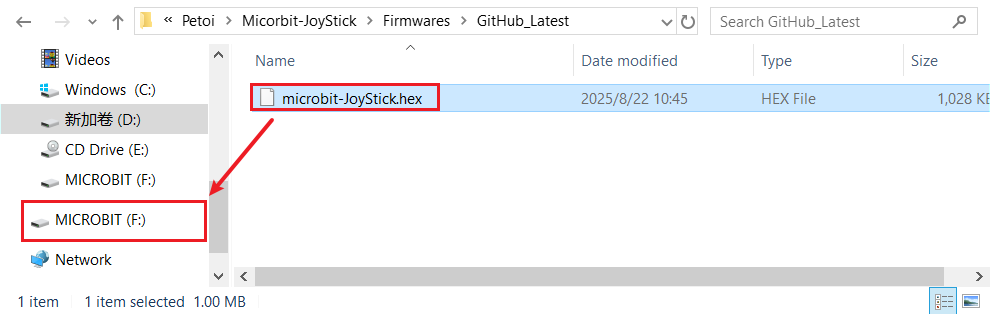 « Petoi > Micorbit-JoyStick > Firmwares > GitHub_Latest
Search GitHub_Latest
Videos
Windows (C:)
新加卷 (D:)
CD Drive (E:)
MICROBIT (F:)
MICROBIT (F:)
Network
Name Date modified Type Size
microbit-JoyStick.hex 2025/8/22 10:45 HEX File 1,028 KB
1 item 1 item selected 1.00 MB